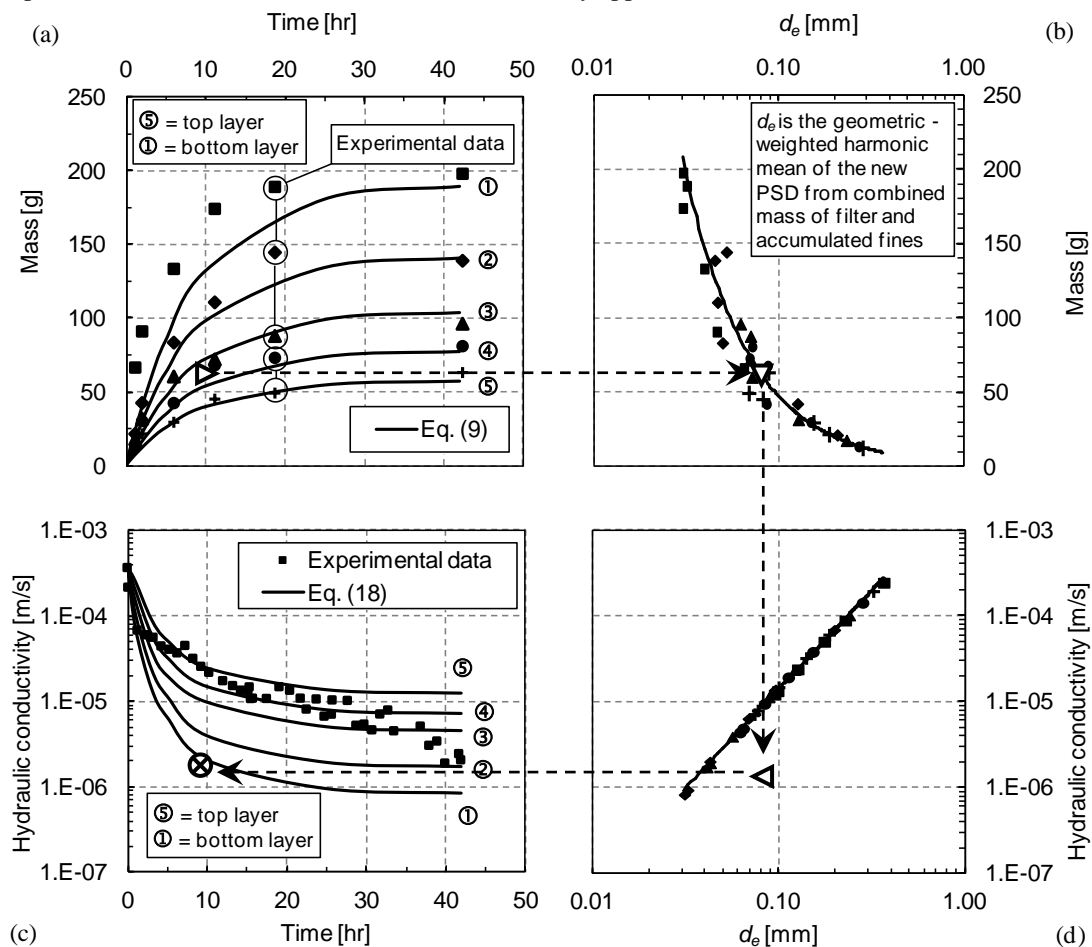 (a)
Time [hr]
0 10 20 30 40 50
250
200
150
100
50
0
Mass [g]
⑤ = top layer
① = bottom layer
Experimental data
①
②
③
④
⑤
Eq. (9)
(b)
d_e [mm]
0.01 0.10 1.00
250
200
150
100
50
0
Mass [g]
d_e is the geometric -
weighted harmonic
mean of the new
PSD from combined
mass of filter and
accumulated fines
1.E-03
1.E-04
1.E-05
1.E-06
1.E-07
Hydraulic conductivity [m/s]
Experimental data
Eq. (18)
⑤
④
③
②
①
⑤ = top layer
① = bottom layer
0 10 20 30 40 50
Time [hr]
(c)
1.E-03
1.E-04
1.E-05
1.E-06
1.E-07
Hydraulic conductivity [m/s]
0.01 0.10 1.00
d_e [mm]
(d)